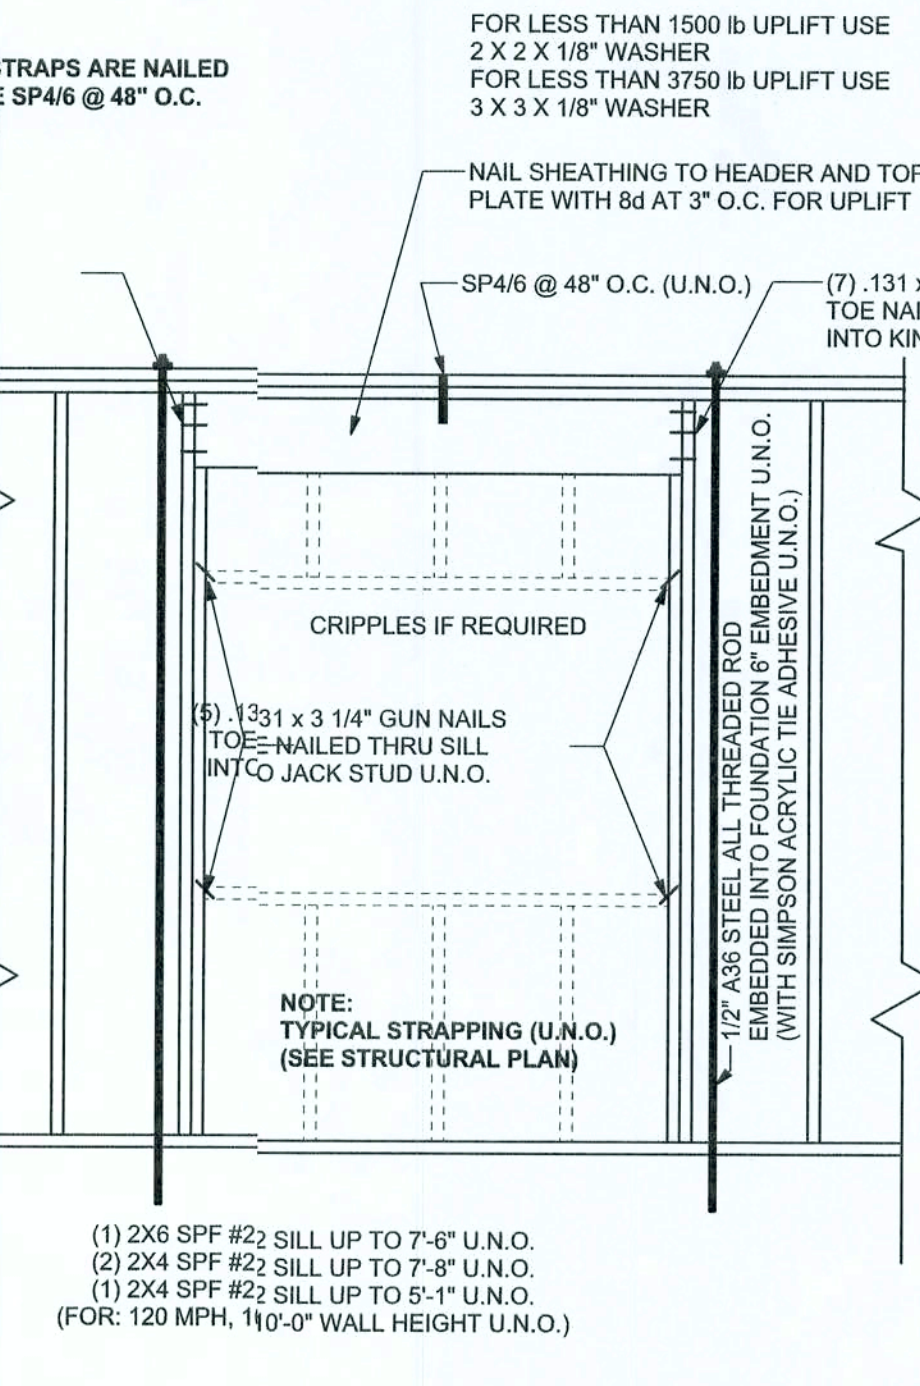 FOR LESS THAN 1500 lb UPLIFT USE
2 X 2 X 1/8" WASHER
FOR LESS THAN 3750 lb UPLIFT USE
3 X 3 X 1/8" WASHER
TRAPS ARE NAILED
SP4/6 @ 48" O.C.
NAIL SHEATHING TO HEADER AND TOP
PLATE WITH 8d AT 3" O.C. FOR UPLIFT
SP4/6 @ 48" O.C. (U.N.O.)
(7) .131 x
TOE NAI
INTO KIN
CRIPPLES IF REQUIRED
(5) .131 x 3 1/4" GUN NAILS
TOE NAILED THRU SILL
INTO JACK STUD U.N.O.
1/2" A36 STEEL ALL THREADED ROD
EMBEDDED INTO FOUNDATION 6" EMBEDMENT U.N.O.
(WITH SIMPSON ACRYLIC TIE ADHESIVE U.N.O.)
NOTE:
TYPICAL STRAPPING (U.N.O.)
(SEE STRUCTURAL PLAN)
(1) 2X6 SPF #2 SILL UP TO 7'-6" U.N.O.
(2) 2X4 SPF #2 SILL UP TO 7'-8" U.N.O.
(1) 2X4 SPF #2 SILL UP TO 5'-1" U.N.O.
(FOR: 120 MPH, 10'-0" WALL HEIGHT U.N.O.)